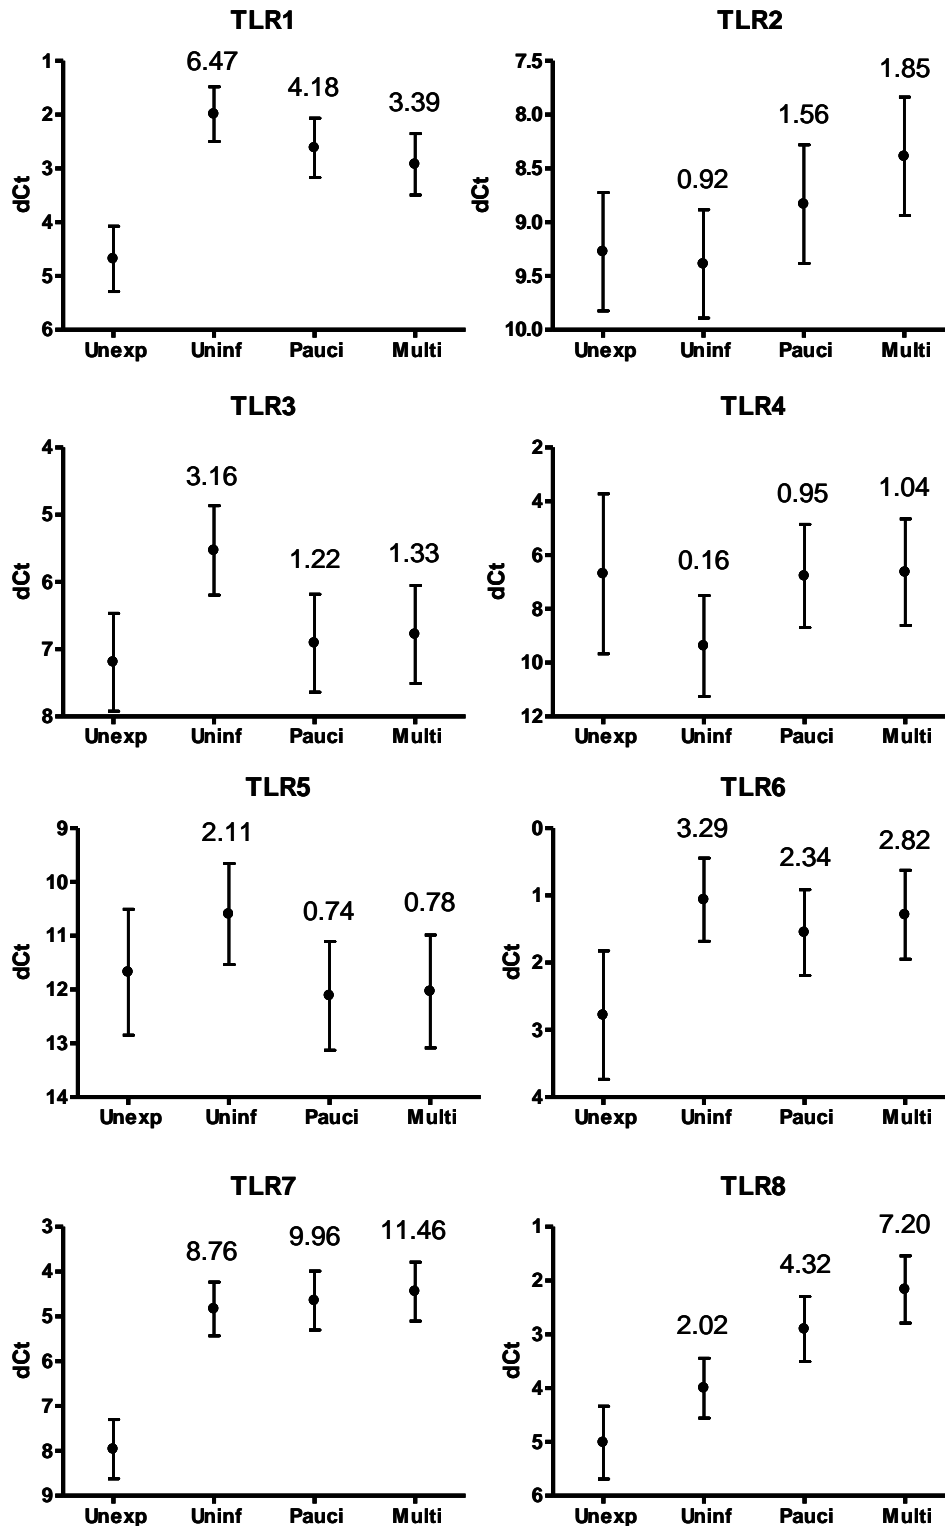 TLR1
6.47
4.18
3.39
1
2
3
4
5
6
dCt
Unexp Uninf Pauci Multi
TLR2
1.85
1.56
0.92
7.5
8.0
8.5
9.0
9.5
10.0
dCt
Unexp Uninf Pauci Multi
TLR3
3.16
1.22
1.33
4
5
6
7
8
dCt
Unexp Uninf Pauci Multi
TLR4
0.95
1.04
0.16
2
4
6
8
10
12
dCt
Unexp Uninf Pauci Multi
TLR5
2.11
0.74
0.78
9
10
11
12
13
14
dCt
Unexp Uninf Pauci Multi
TLR6
3.29
2.34
2.82
0
1
2
3
4
dCt
Unexp Uninf Pauci Multi
TLR7
8.76
9.96
11.46
3
4
5
6
7
8
9
dCt
Unexp Uninf Pauci Multi
TLR8
7.20
4.32
2.02
1
2
3
4
5
6
dCt
Unexp Uninf Pauci Multi